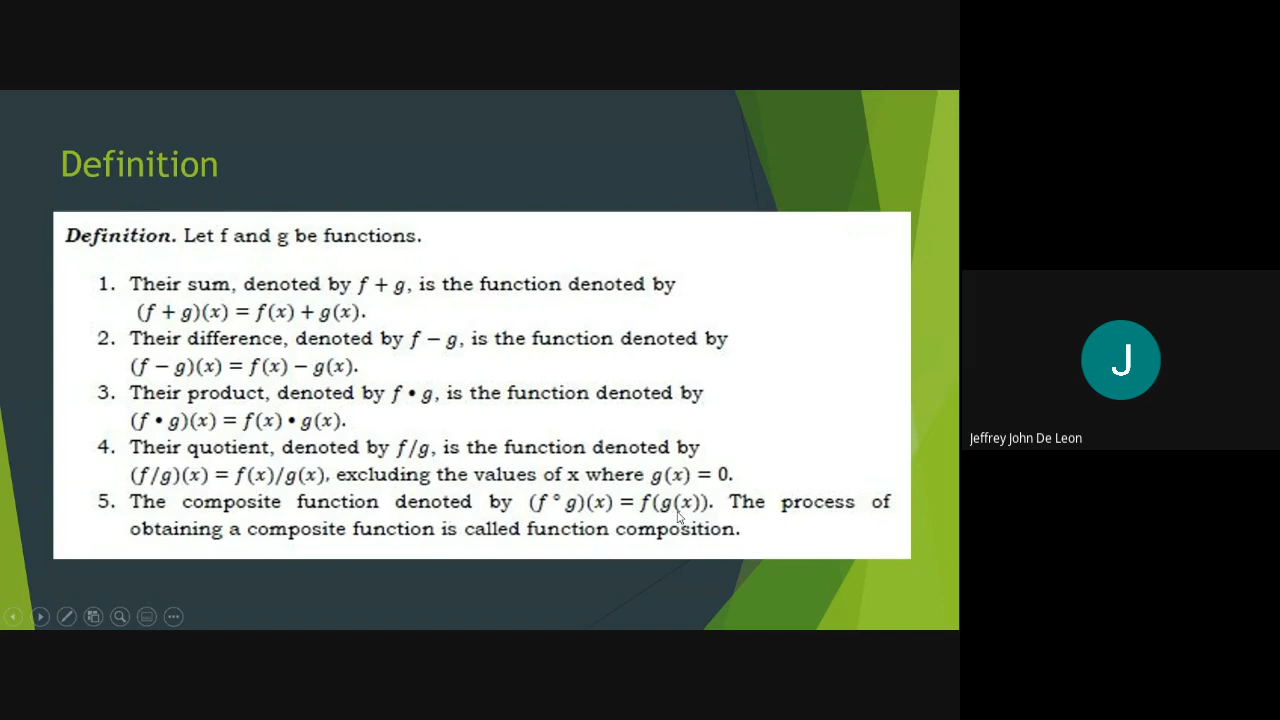 Definition
Definition. Let f and g be functions.
1. Their sum, denoted by f + g, is the function denoted by
(f + g)(x) = f(x) + g(x).
2. Their difference, denoted by f − g, is the function denoted by
(f − g)(x) = f(x) − g(x).
3. Their product, denoted by f • g, is the function denoted by
(f • g)(x) = f(x) • g(x).
4. Their quotient, denoted by f/g, is the function denoted by
(f/g)(x) = f(x)/g(x), excluding the values of x where g(x) = 0.
5. The composite function denoted by (f ° g)(x) = f(g(x)). The process of
obtaining a composite function is called function composition.
J
Jeffrey John De Leon